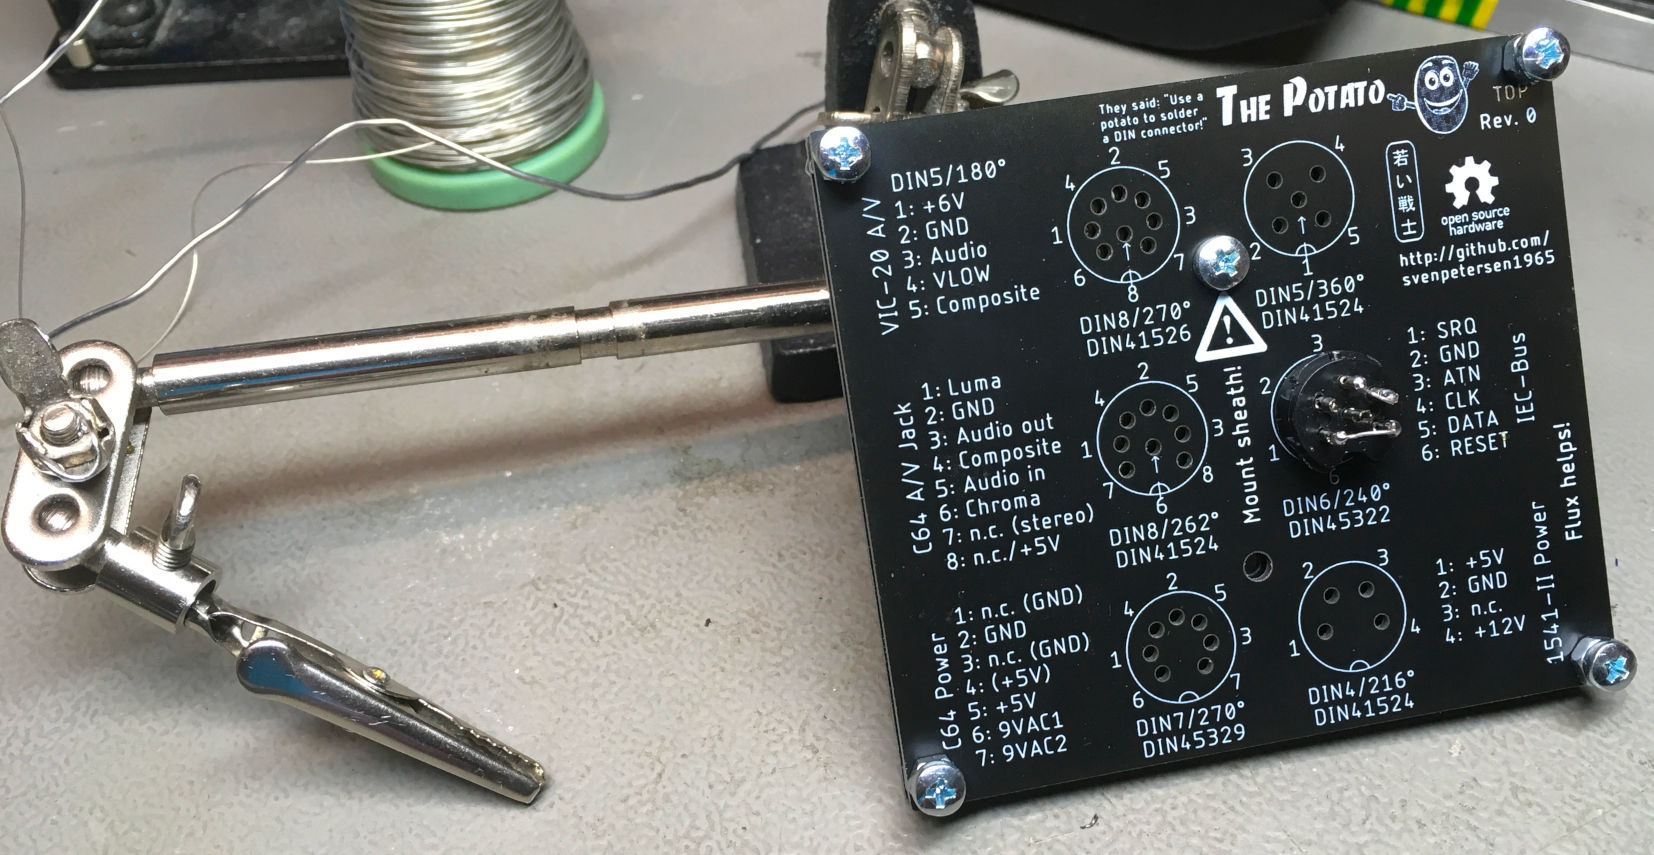 They said: "Use a
potato to solder
a DIN connector!"
THE POTATO
TOP
Rev. 0
VIC-20 A/V
DIN5/180°
1: +6V
2: GND
3: Audio
4: VLOW
5: Composite
2
4
5
1
3
6
7
8
DIN8/270°
DIN41526
3
4
2
5
1
DIN5/360°
DIN41524
若い戦士
open source
hardware
http://github.com/
svenpetersen1965
C64 A/V Jack
1: Luma
2: GND
3: Audio out
4: Composite
5: Audio in
6: Chroma
7: n.c. (stereo)
8: n.c./+5V
2
4
5
1
3
7
8
6
DIN8/262°
DIN41524
Mount sheath!
3
2
1
6
DIN6/240°
DIN45322
1: SRQ
2: GND
3: ATN
4: CLK
5: DATA
6: RESET
IEC-Bus
Flux helps!
C64 Power
1: n.c. (GND)
2: GND
3: n.c. (GND)
4: (+5V)
5: +5V
6: 9VAC1
7: 9VAC2
2
4
5
1
3
6
7
DIN7/270°
DIN45329
2
3
1
4
DIN4/216°
DIN41524
1: +5V
2: GND
3: n.c.
4: +12V
1541-II Power